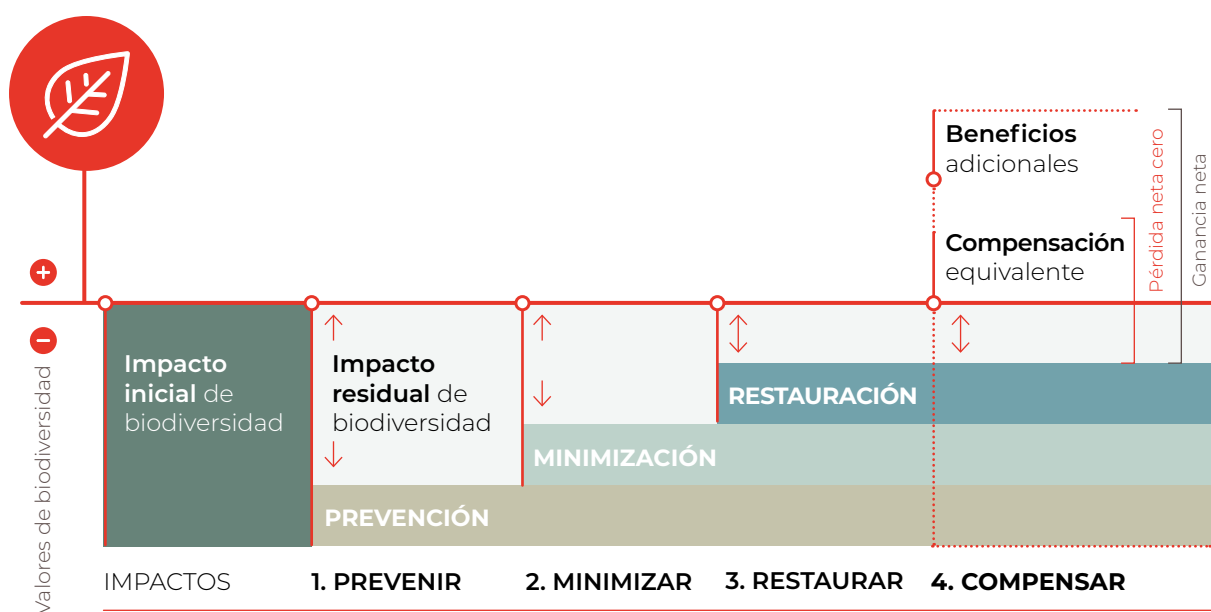 Beneficios
adicionales
Compensación
equivalente
Pérdida neta cero
Ganancia neta
+
−
Valores de biodiversidad
Impacto
inicial de
biodiversidad
Impacto
residual de
biodiversidad
RESTAURACIÓN
MINIMIZACIÓN
PREVENCIÓN
IMPACTOS
1. PREVENIR
2. MINIMIZAR
3. RESTAURAR
4. COMPENSAR